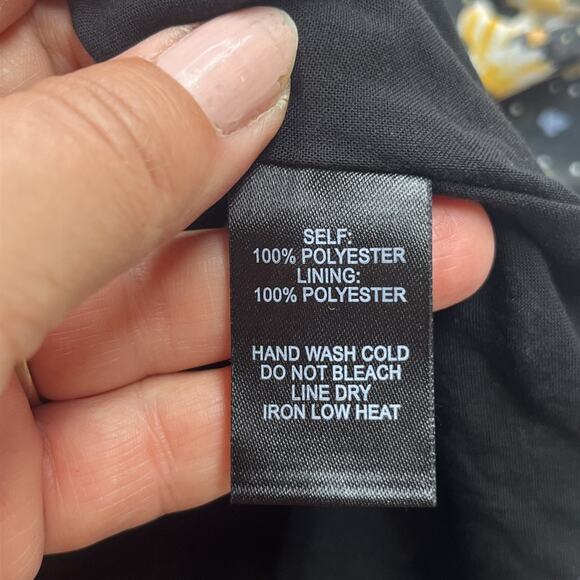 SELF:
100% POLYESTER
LINING:
100% POLYESTER
HAND WASH COLD
DO NOT BLEACH
LINE DRY
IRON LOW HEAT